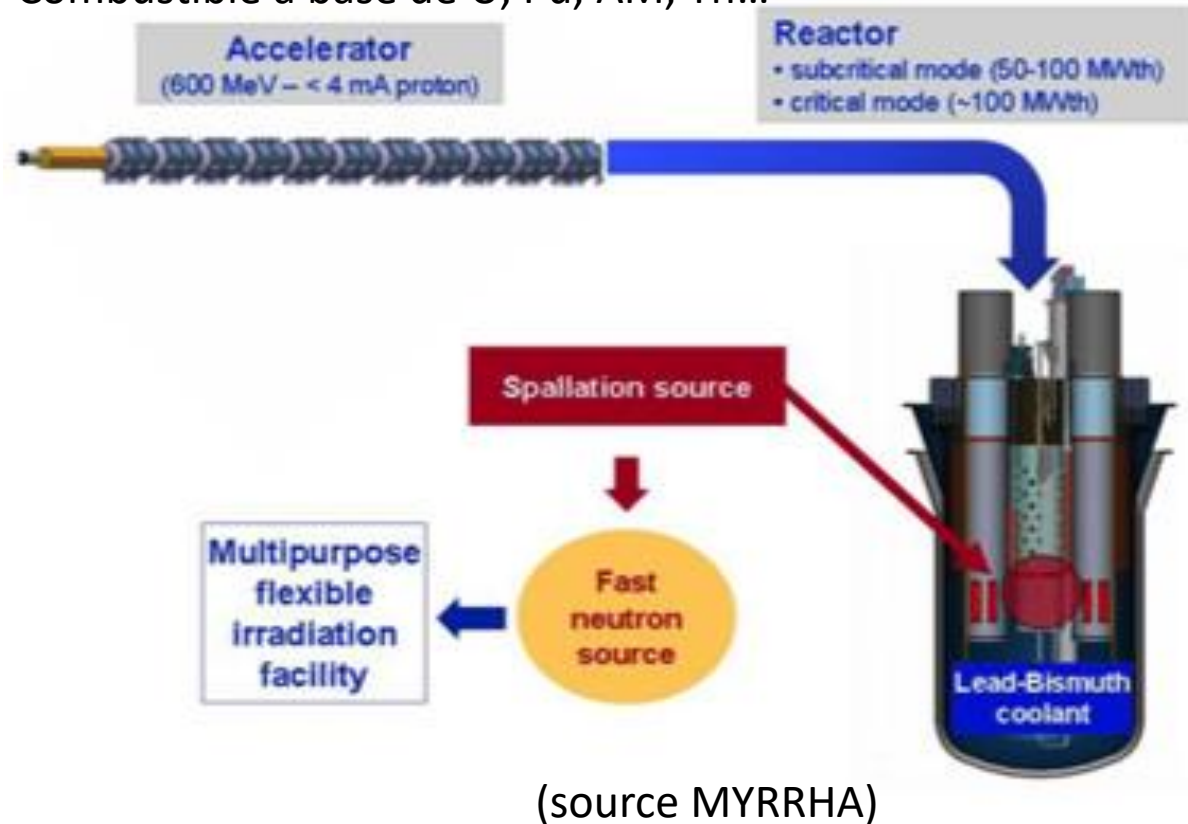 Accelerator
(600 MeV – < 4 mA proton)
Reactor
• subcritical mode (50-100 MWth)
• critical mode (~100 MWth)
Spallation source
Multipurpose
flexible
irradiation
facility
Fast
neutron
source
Lead-Bismuth
coolant
(source MYRRHA)